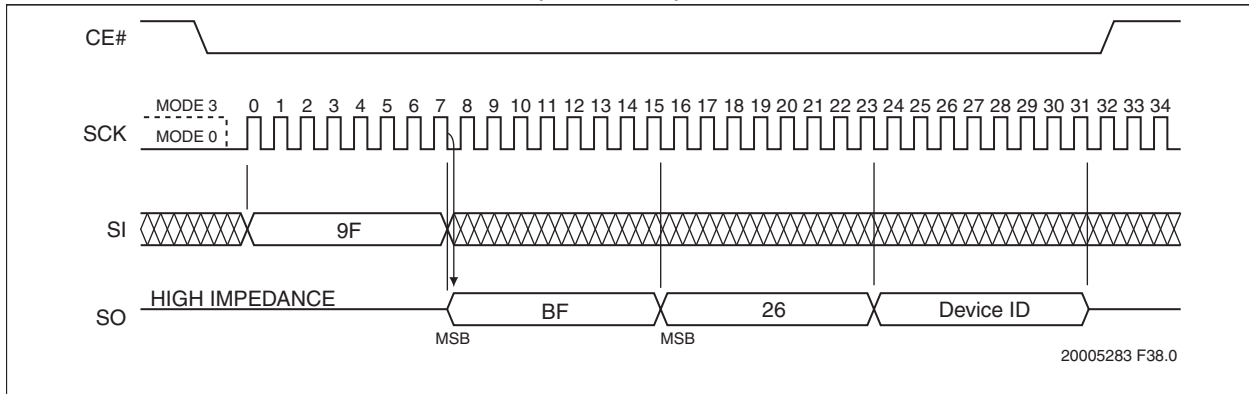 CE#
MODE 3
0 1 2 3 4 5 6 7 8 9 10 11 12 13 14 15 16 17 18 19 20 21 22 23 24 25 26 27 28 29 30 31 32 33 34
SCK
MODE 0
SI
9F
HIGH IMPEDANCE
SO
BF
26
Device ID
MSB
MSB
20005283 F38.0